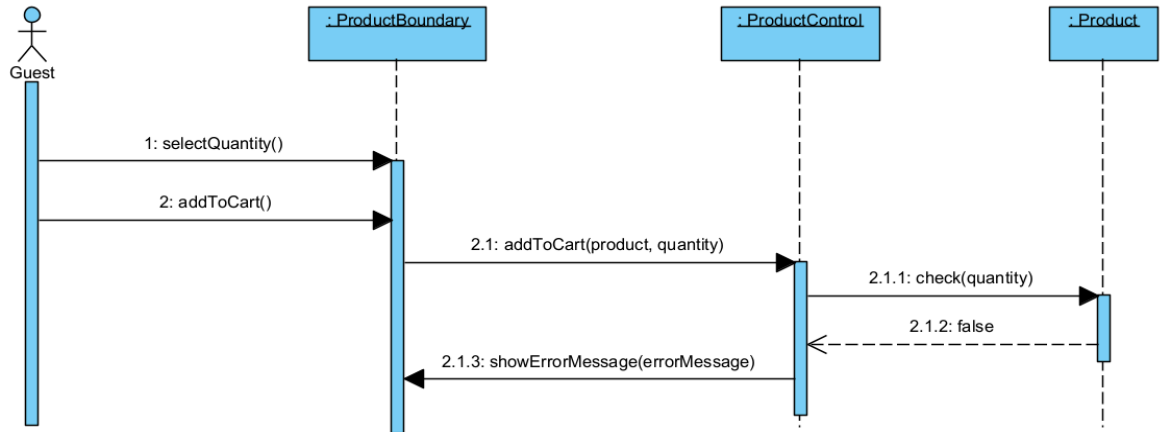 : ProductBoundary
: ProductControl
: Product
Guest
1: selectQuantity()
2: addToCart()
2.1: addToCart(product, quantity)
2.1.1: check(quantity)
2.1.2: false
2.1.3: showErrorMessage(errorMessage)